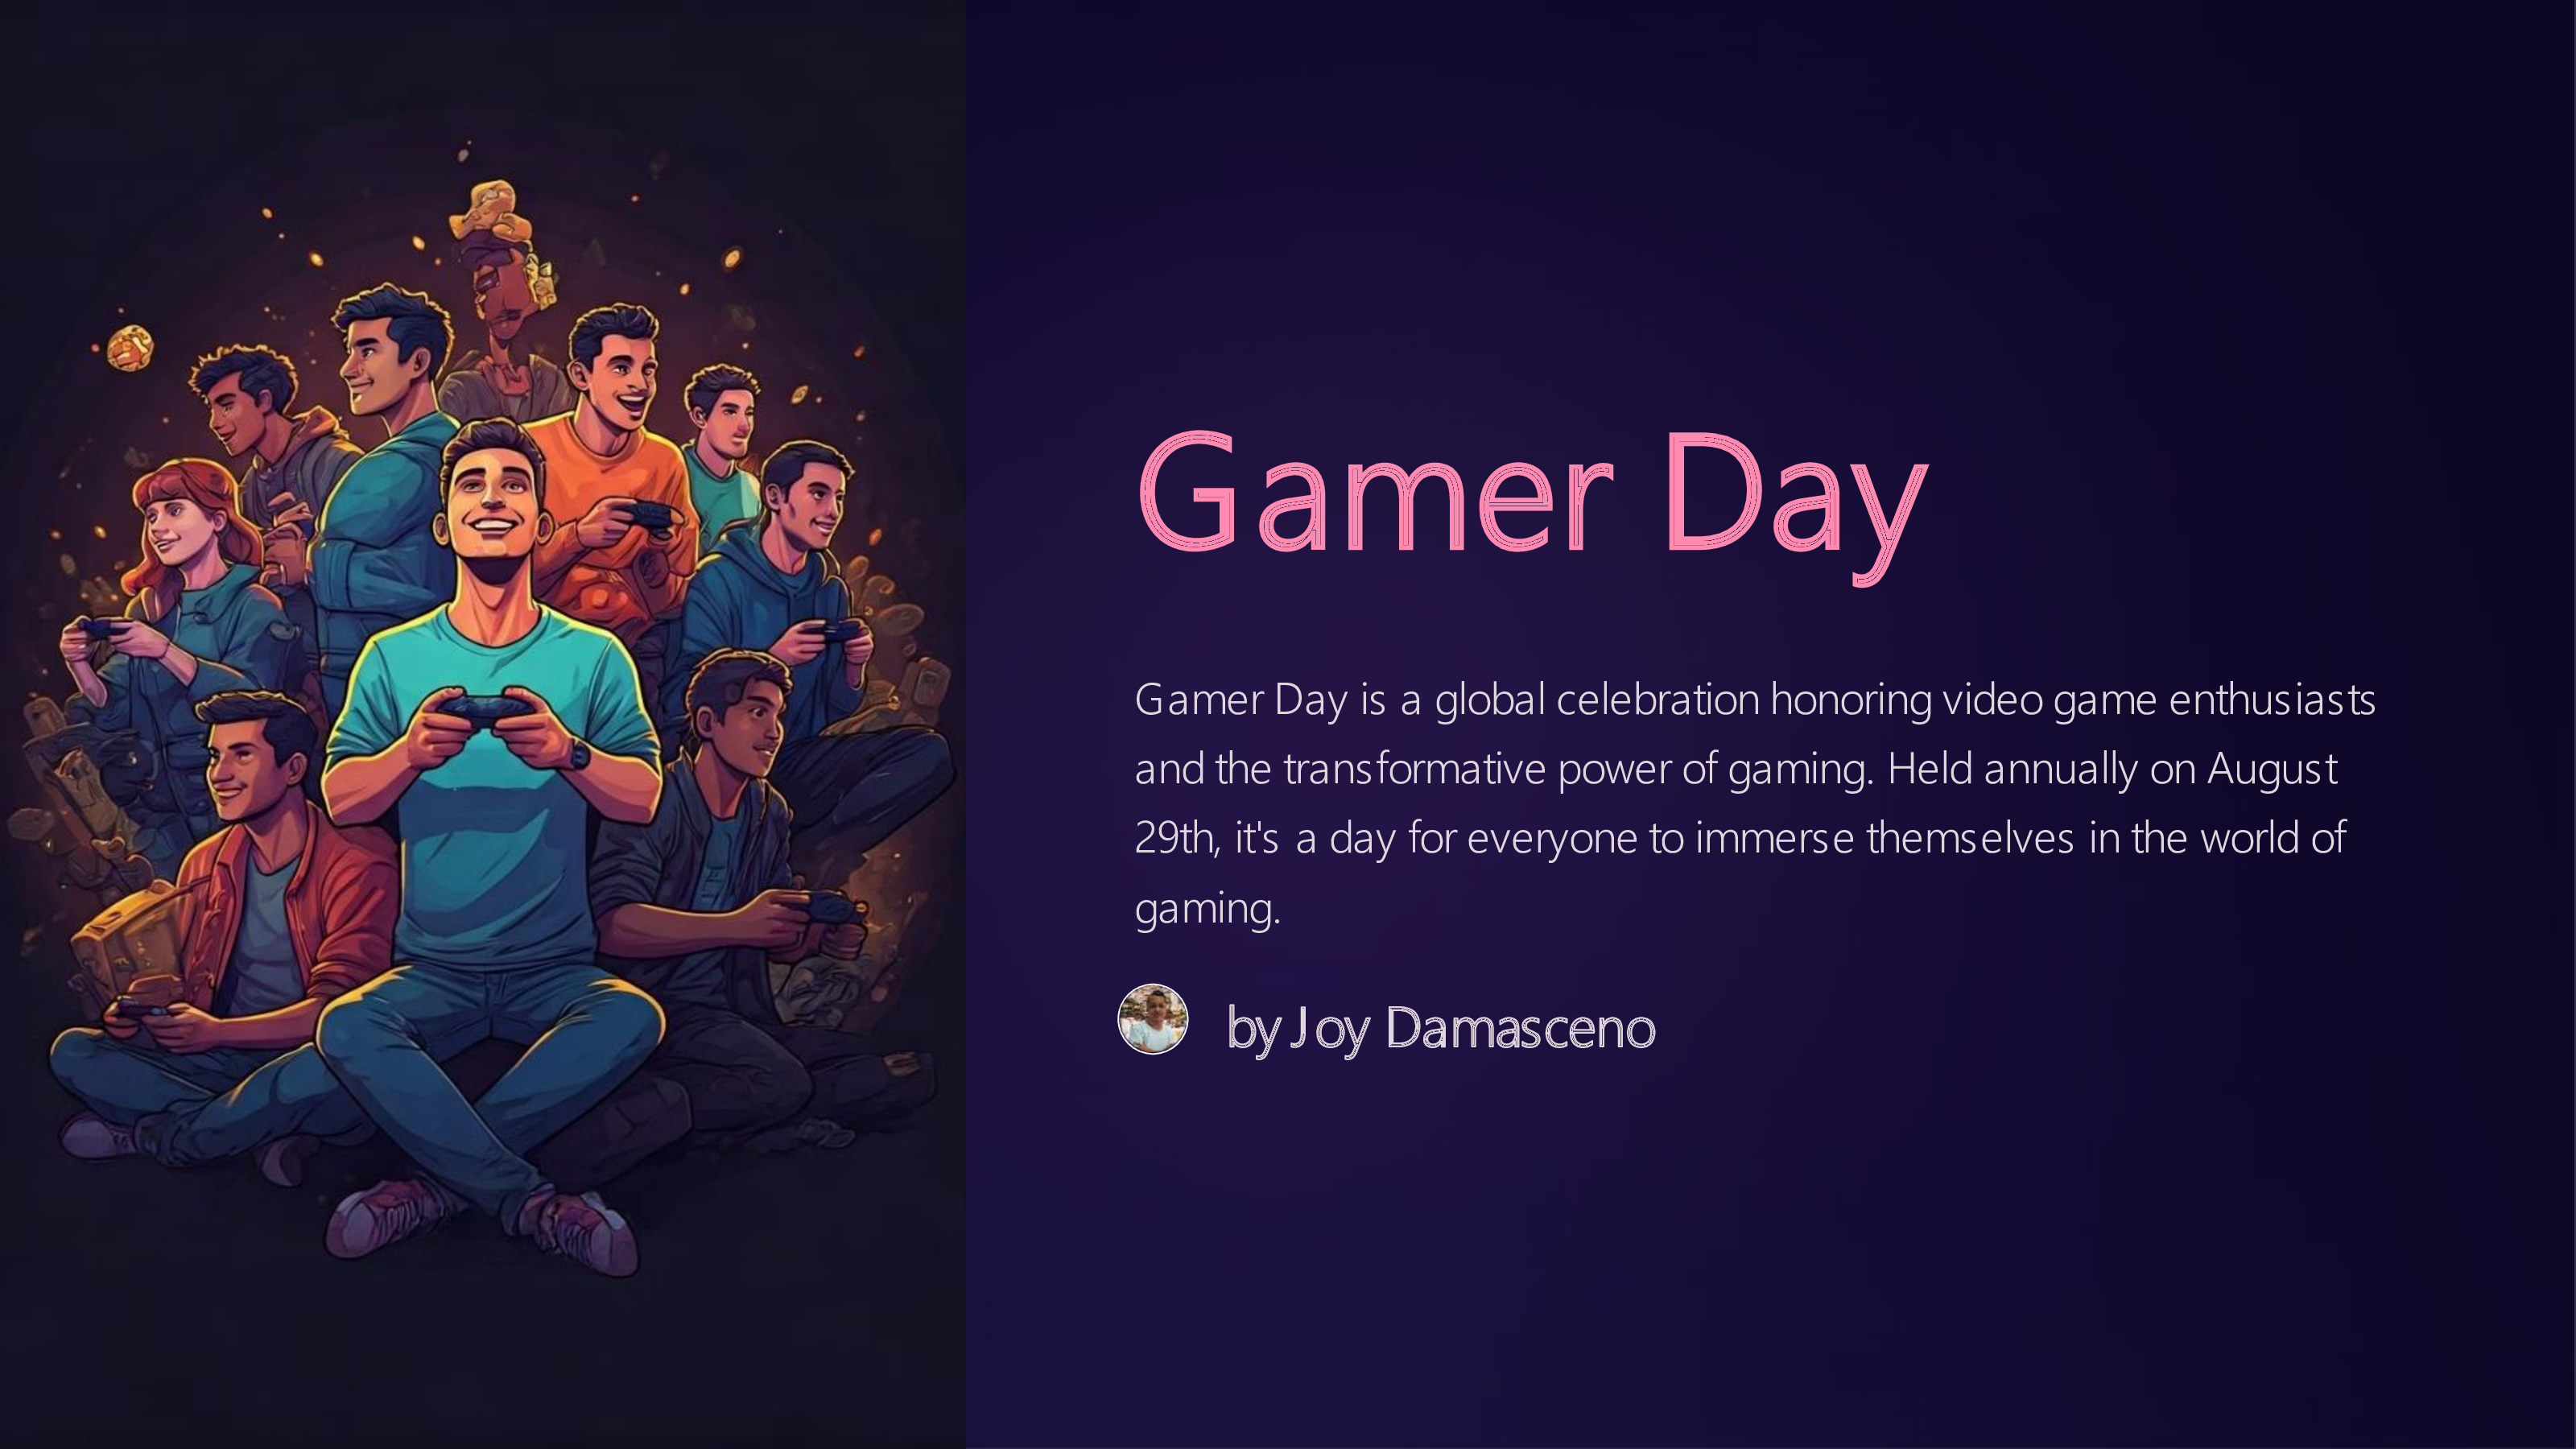 Gamer Day
Gamer Day is a global celebration honoring video game enthusiasts
and the transformative power of gaming. Held annually on August
29th, it's a day for everyone to immerse themselves in the world of
gaming.
by Joy Damasceno